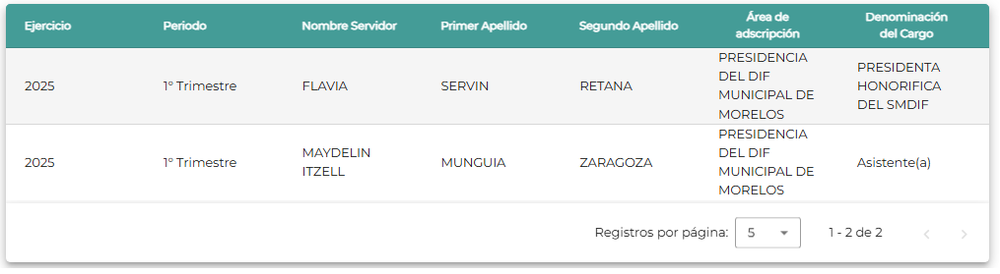 Ejercicio Periodo Nombre Servidor Primer Apellido Segundo Apellido Área de adscripción Denominación del Cargo
2025 1° Trimestre FLAVIA SERVIN RETANA PRESIDENCIA DEL DIF MUNICIPAL DE MORELOS PRESIDENTA HONORIFICA DEL SMDIF
2025 1° Trimestre MAYDELIN ITZELL MUNGUIA ZARAGOZA PRESIDENCIA DEL DIF MUNICIPAL DE MORELOS Asistente(a)
Registros por página: 5 1 - 2 de 2